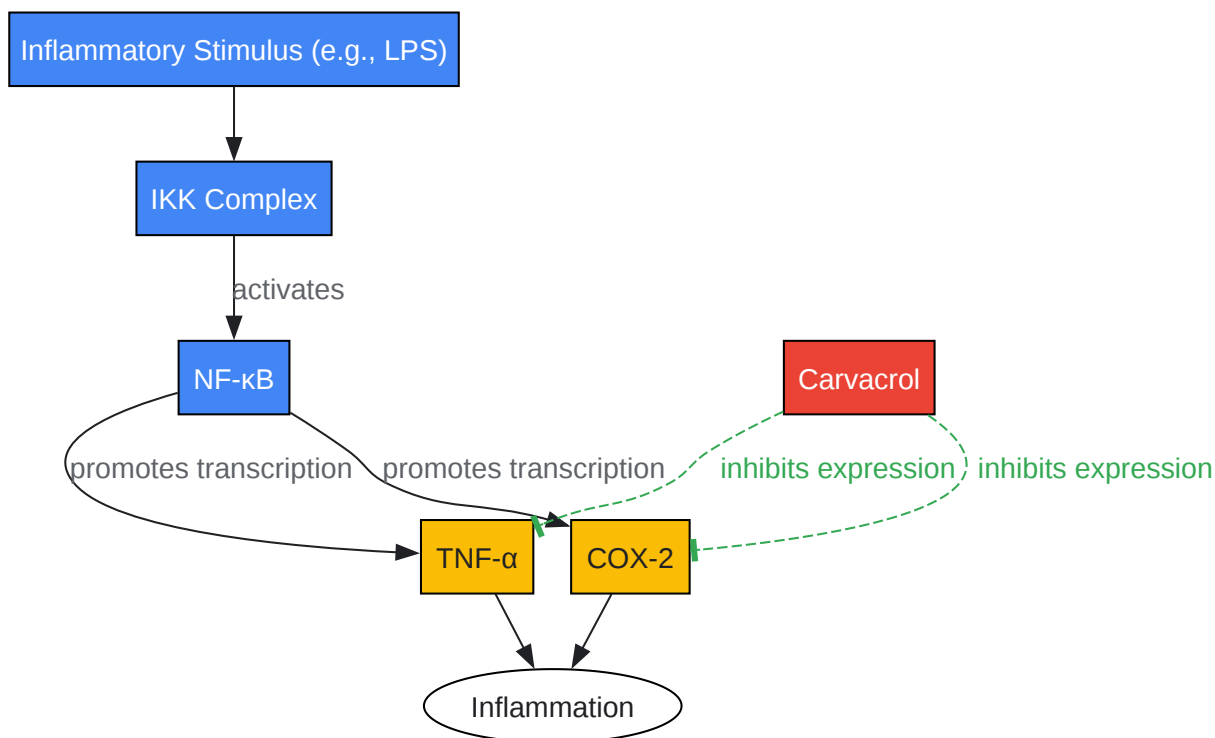 Inflammatory Stimulus (e.g., LPS)
IKK Complex
activates
NF-κB
Carvacrol
promotes transcription
promotes transcription
inhibits expression
inhibits expression
TNF-α
COX-2
Inflammation